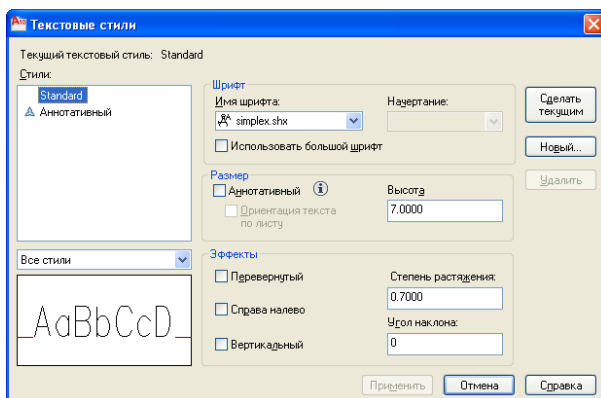 Текстовые стили
Текущий текстовый стиль: Standard
Стили:
Standard
Аннотативный
Все стили
AaBbCcD
Шрифт
Имя шрифта:
simplex.shx
Начертание:
Использовать большой шрифт
Размер
Аннотативный
Ориентация текста
по листу
Высота
7.0000
Эффекты
Перевернутый
Справа налево
Вертикальный
Степень растяжения:
0.7000
Угол наклона:
0
Сделать
текущим
Новый...
Удалить
Применить
Отмена
Справка